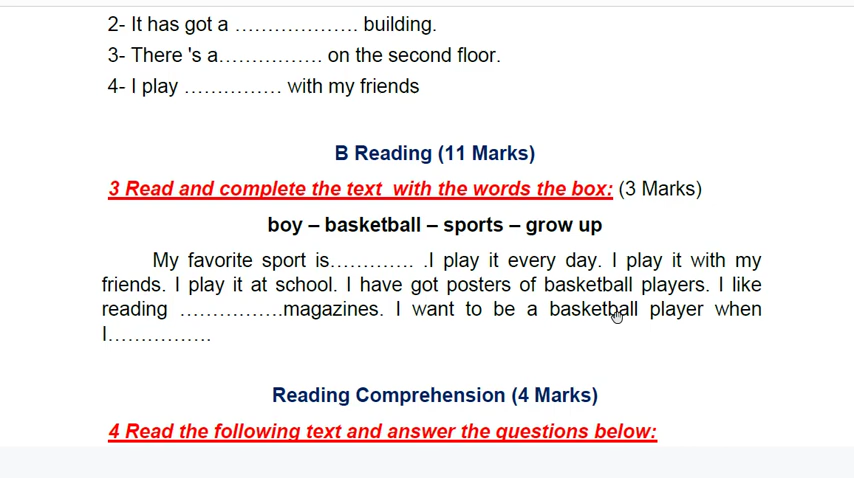 2- It has got a ………………. building.
3- There 's a……………. on the second floor.
4- I play …………… with my friends
B Reading (11 Marks)
3 Read and complete the text with the words the box: (3 Marks)
boy – basketball – sports – grow up
My favorite sport is…………. .I play it every day. I play it with my
friends. I play it at school. I have got posters of basketball players. I like
reading …………….magazines. I want to be a basketball player when
I…………….
Reading Comprehension (4 Marks)
4 Read the following text and answer the questions below: